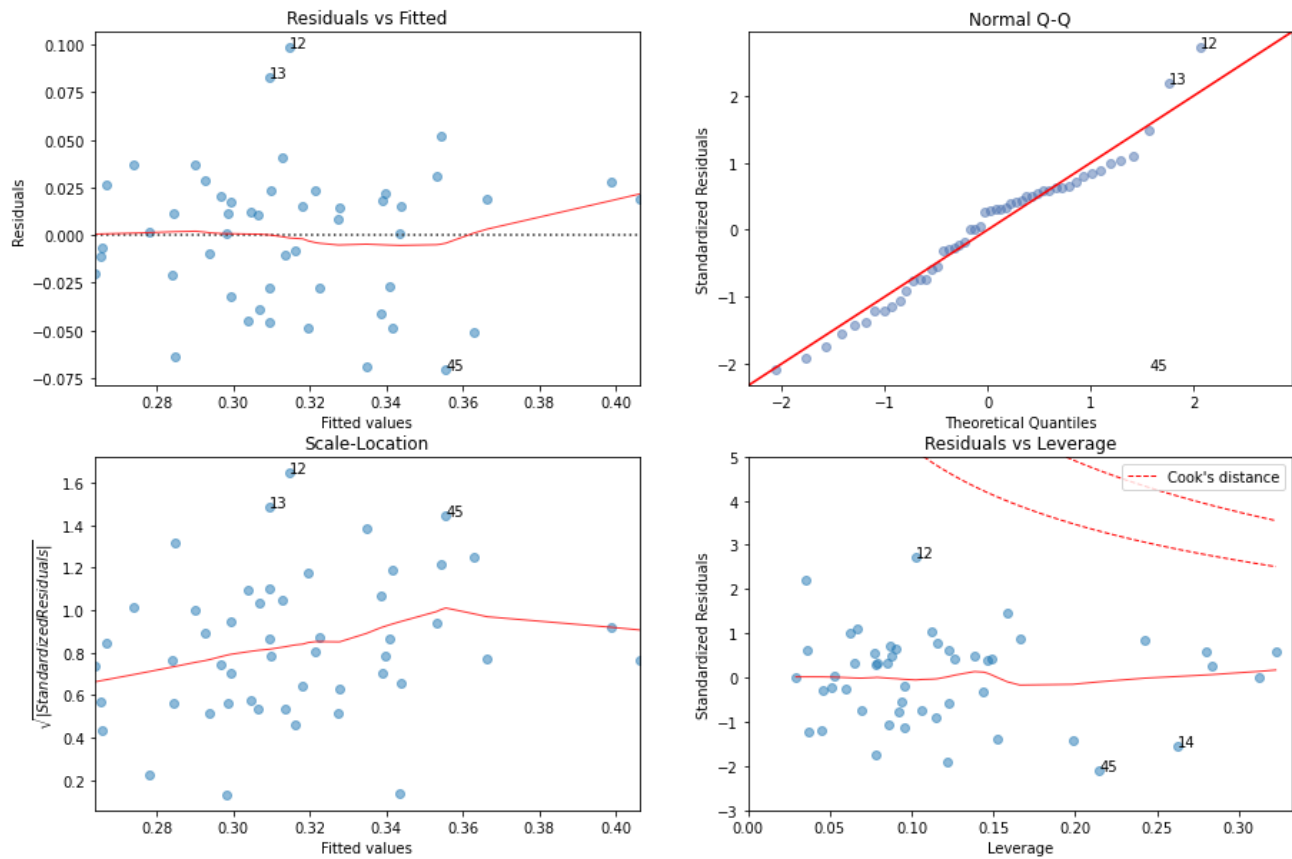 Residuals vs Fitted
12
13
45
0.100
0.075
0.050
0.025
0.000
−0.025
−0.050
−0.075
Residuals
0.28 0.30 0.32 0.34 0.36 0.38 0.40
Fitted values
Normal Q-Q
12
13
45
2
1
0
−1
−2
Standardized Residuals
−2 −1 0 1 2
Theoretical Quantiles
Scale-Location
12
13
45
1.6
1.4
1.2
1.0
0.8
0.6
0.4
0.2
√|StandardizedResiduals|
0.28 0.30 0.32 0.34 0.36 0.38 0.40
Fitted values
Residuals vs Leverage
Cook's distance
12
14
45
5
4
3
2
1
0
−1
−2
−3
Standardized Residuals
0.00 0.05 0.10 0.15 0.20 0.25 0.30
Leverage